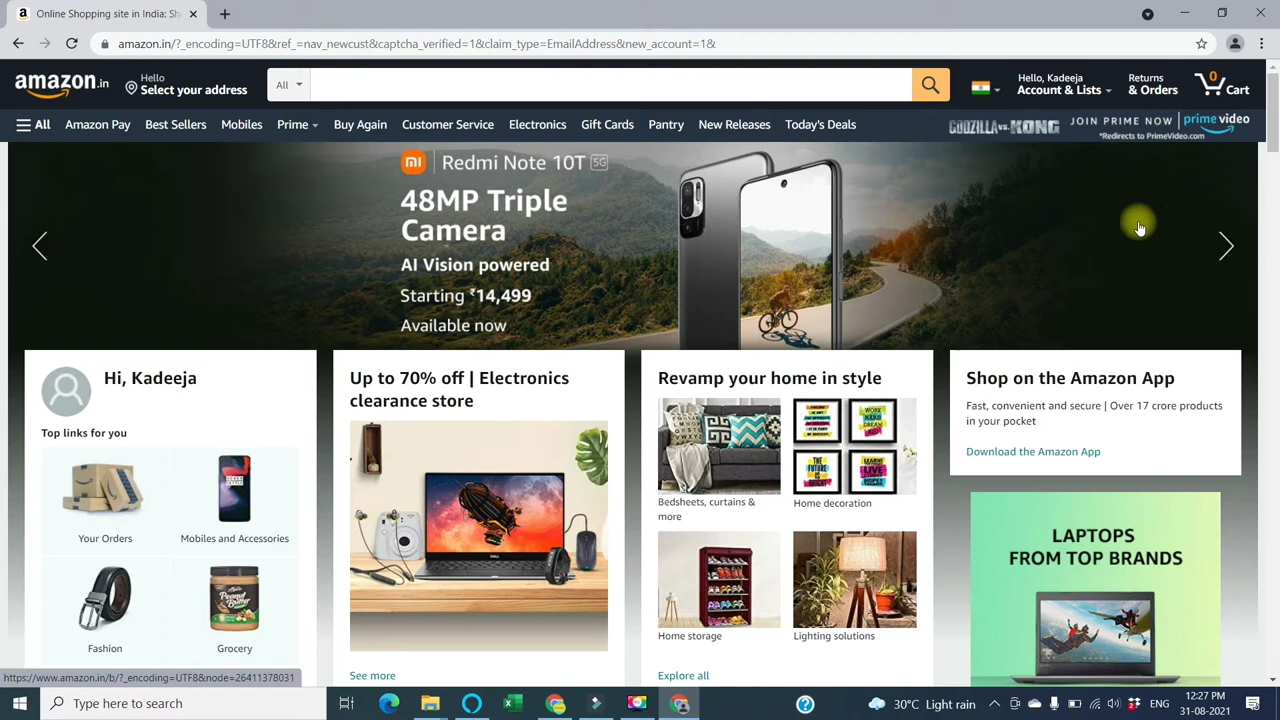 Online Shopping site in India: Sh
amazon.in/?_encoding=UTF8&ref_=nav_newcust&captcha_verified=1&claim_type=EmailAddress&new_account=1&
amazon.in
Hello
Select your address
All
Hello, Kadeeja
Account & Lists
Returns
& Orders
0
Cart
All
Amazon Pay
Best Sellers
Mobiles
Prime
Buy Again
Customer Service
Electronics
Gift Cards
Pantry
New Releases
Today's Deals
GODZILLA vs. KONG
JOIN PRIME NOW
prime video
*Redirects to PrimeVideo.com
mi Redmi Note 10T 5G
48MP Triple
Camera
AI Vision powered
Starting ₹14,499
Available now
Hi, Kadeeja
Top links for you
Your Orders
Mobiles and Accessories
Fashion
Grocery
Up to 70% off | Electronics
clearance store
See more
Revamp your home in style
Bedsheets, curtains &
more
Home decoration
Home storage
Lighting solutions
Explore all
Shop on the Amazon App
Fast, convenient and secure | Over 17 crore products
in your pocket
Download the Amazon App
LAPTOPS
FROM TOP BRANDS
https://www.amazon.in/b/?_encoding=UTF8&node=26411378031
Type here to search
30°C Light rain
ENG
12:27 PM
31-08-2021